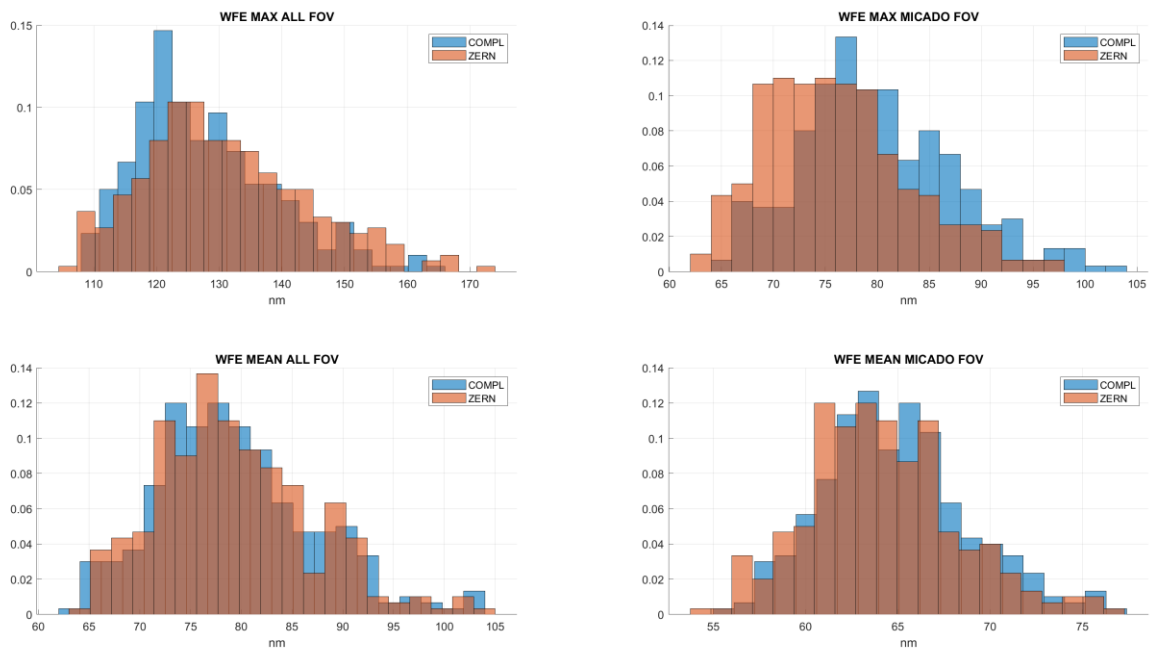 WFE MAX ALL FOV
0.15
0.1
0.05
0
110 120 130 140 150 160 170
nm
COMPL
ZERN
WFE MAX MICADO FOV
0.14
0.12
0.1
0.08
0.06
0.04
0.02
0
60 65 70 75 80 85 90 95 100 105
nm
COMPL
ZERN
WFE MEAN ALL FOV
0.14
0.12
0.1
0.08
0.06
0.04
0.02
0
60 65 70 75 80 85 90 95 100 105
nm
COMPL
ZERN
WFE MEAN MICADO FOV
0.14
0.12
0.1
0.08
0.06
0.04
0.02
0
55 60 65 70 75
nm
COMPL
ZERN